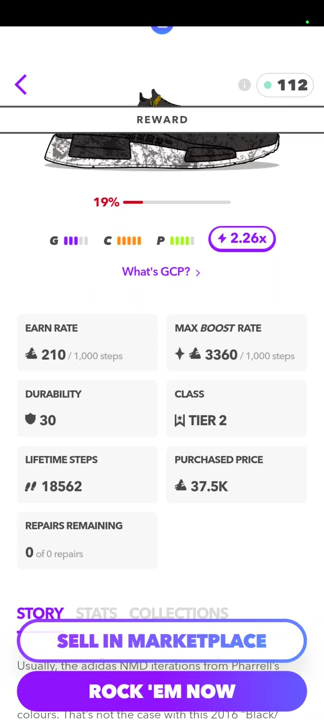 112
REWARD
19%
G C P 2.26x
What's GCP? >
EARN RATE
210 / 1,000 steps
MAX BOOST RATE
3360 / 1,000 steps
DURABILITY
30
CLASS
TIER 2
LIFETIME STEPS
18562
PURCHASED PRICE
37.5K
REPAIRS REMAINING
0 of 0 repairs
STORY STATS COLLECTIONS
SELL IN MARKETPLACE
Usually, the adidas NMD iterations from Pharrell's
ROCK 'EM NOW
colours. That's not the case with this 2016 "Black/